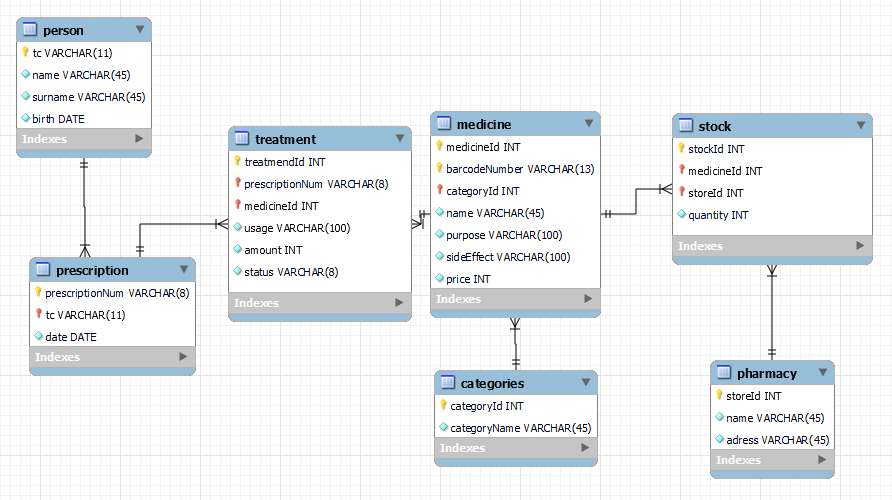 person
tc VARCHAR(11)
name VARCHAR(45)
surname VARCHAR(45)
birth DATE
Indexes
prescription
prescriptionNum VARCHAR(8)
tc VARCHAR(11)
date DATE
Indexes
treatment
treatmendId INT
prescriptionNum VARCHAR(8)
medicineId INT
usage VARCHAR(100)
amount INT
status VARCHAR(8)
Indexes
medicine
medicineId INT
barcodeNumber VARCHAR(13)
categoryId INT
name VARCHAR(45)
purpose VARCHAR(100)
sideEffect VARCHAR(100)
price INT
Indexes
categories
categoryId INT
categoryName VARCHAR(45)
Indexes
stock
stockId INT
medicineId INT
storeId INT
quantity INT
Indexes
pharmacy
storeId INT
name VARCHAR(45)
adress VARCHAR(45)
Indexes